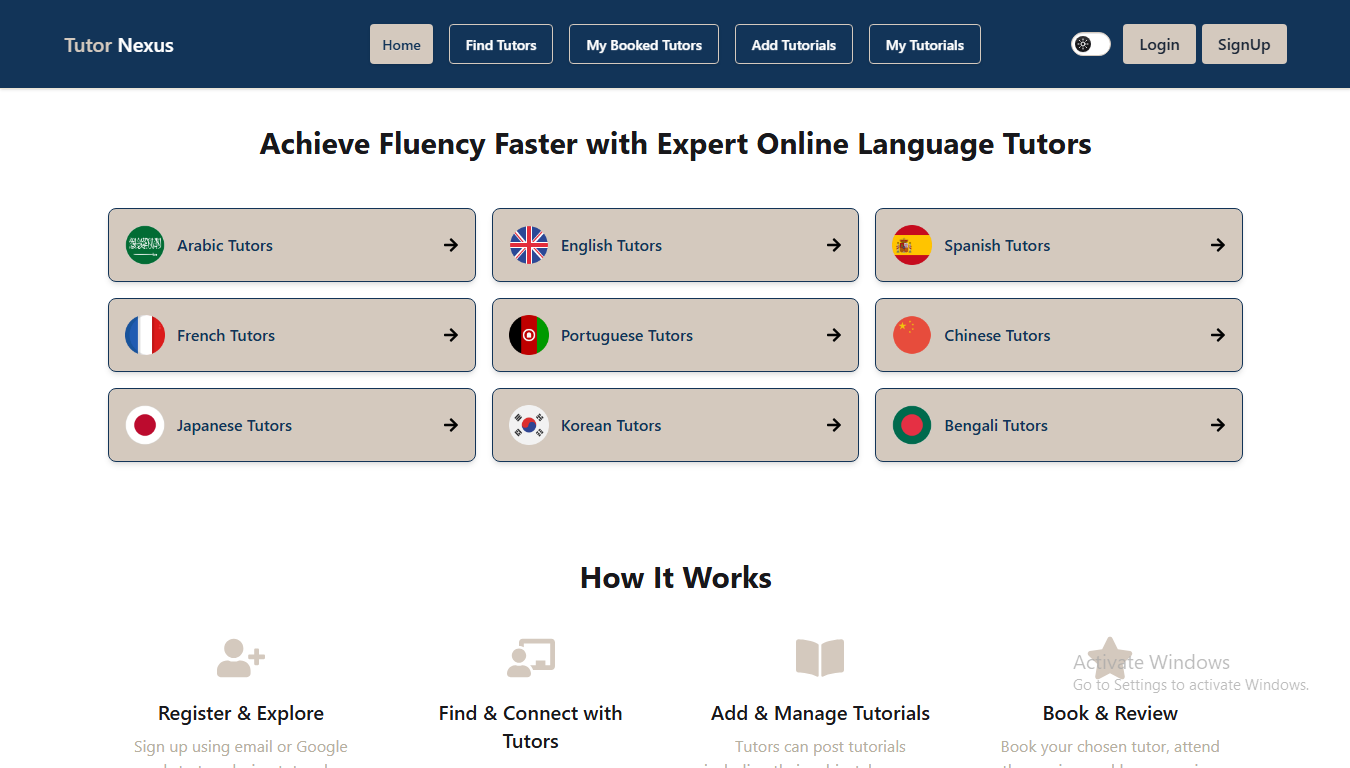 Tutor Nexus
Home
Find Tutors
My Booked Tutors
Add Tutorials
My Tutorials
Login
SignUp
Achieve Fluency Faster with Expert Online Language Tutors
Arabic Tutors
English Tutors
Spanish Tutors
French Tutors
Portuguese Tutors
Chinese Tutors
Japanese Tutors
Korean Tutors
Bengali Tutors
How It Works
Register & Explore
Sign up using email or Google
Find & Connect with
Tutors
Add & Manage Tutorials
Tutors can post tutorials
Book & Review
Book your chosen tutor, attend
Activate Windows
Go to Settings to activate Windows.